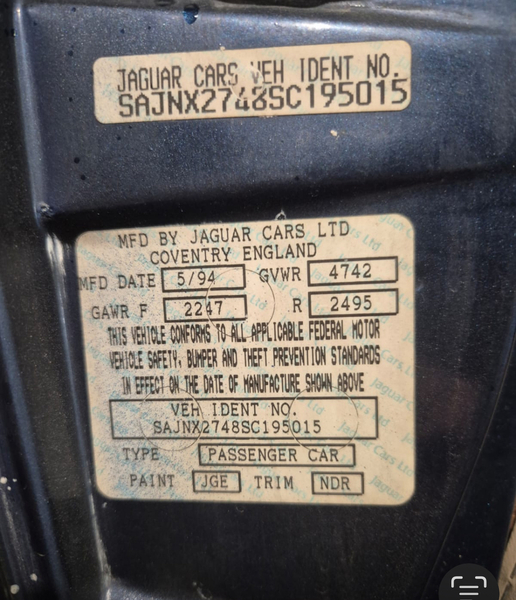 JAGUAR CARS VEH IDENT NO.
SAJNX2748SC195015
MFD BY JAGUAR CARS LTD
COVENTRY ENGLAND
MFD DATE 5/94 GVWR 4742
GAWR F 2247 R 2495
THIS VEHICLE CONFORMS TO ALL APPLICABLE FEDERAL MOTOR
VEHICLE SAFETY, BUMPER AND THEFT PREVENTION STANDARDS
IN EFFECT ON THE DATE OF MANUFACTURE SHOWN ABOVE
VEH IDENT NO.
SAJNX2748SC195015
TYPE PASSENGER CAR
PAINT JGE TRIM NDR